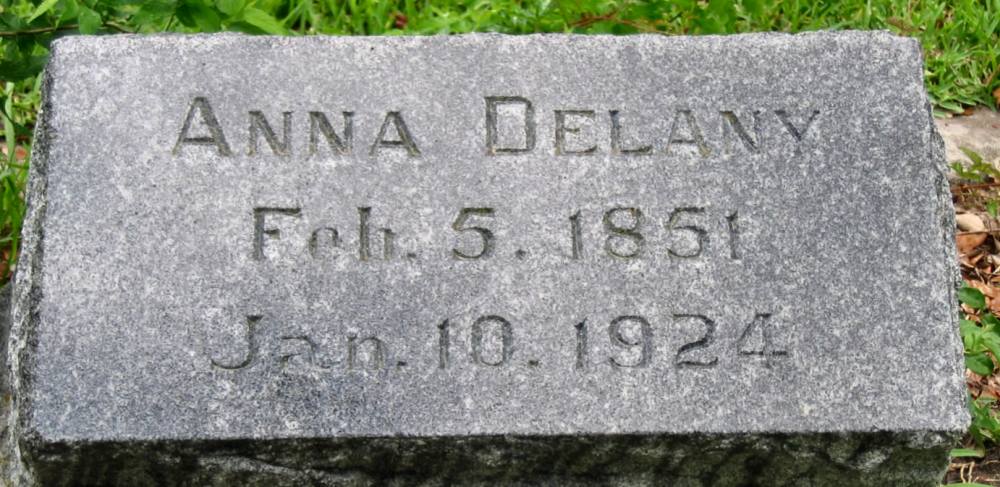 ANNA DELANY
Feb. 5. 1851
Jan. 10. 1924